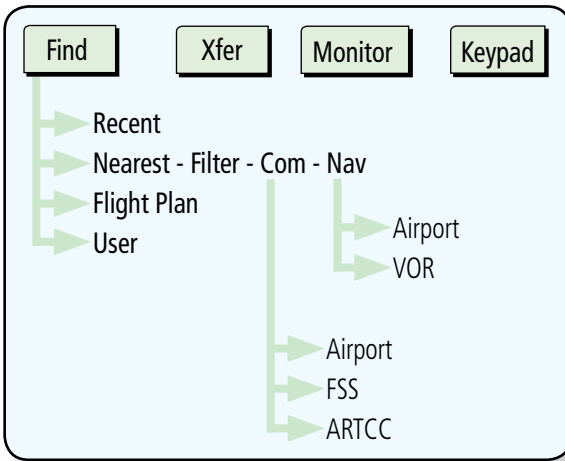 Find Xfer Monitor Keypad
Recent
Nearest - Filter - Com - Nav
Flight Plan
User
Airport
VOR
Airport
FSS
ARTCC